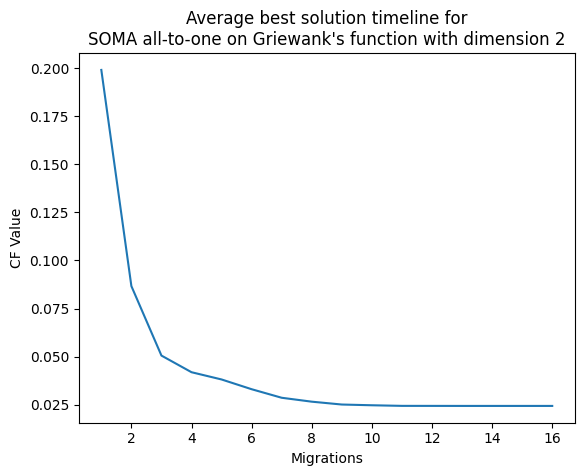 Average best solution timeline for
SOMA all-to-one on Griewank's function with dimension 2
0.200
0.175
0.150
0.125
0.100
0.075
0.050
0.025
CF Value
2 4 6 8 10 12 14 16
Migrations